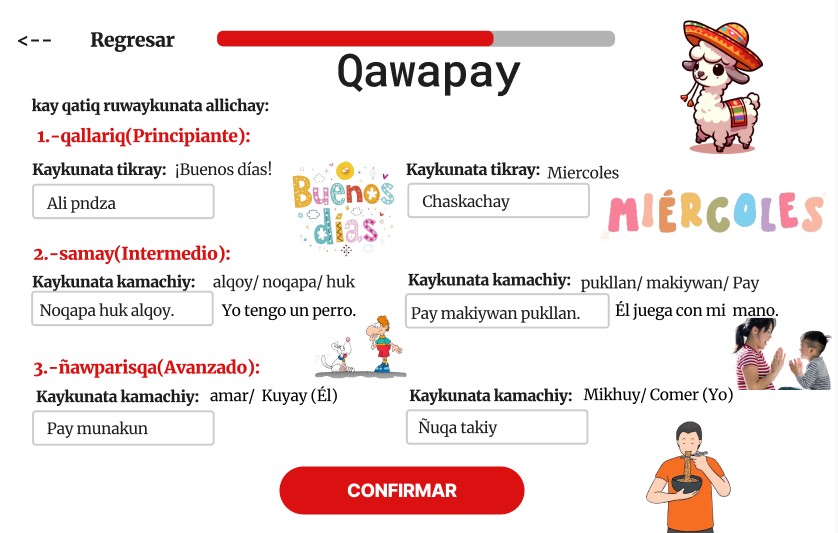 <-- Regresar
Qawapay
kay qatiq ruwaykunata allichay:
1.-qallariq(Principiante):
Kaykunata tikray: ¡Buenos días!
Ali pndza
Buenos días
Kaykunata tikray: Miercoles
Chaskachay
MIÉRCOLES
2.-samay(Intermedio):
Kaykunata kamachiy: alqoy/ noqapa/ huk
Noqapa huk alqoy. Yo tengo un perro.
Kaykunata kamachiy: pukllan/ makiywan/ Pay
Pay makiywan pukllan. Él juega con mi mano.
3.-ñawparisqa(Avanzado):
Kaykunata kamachiy: amar/ Kuyay (Él)
Pay munakun
Kaykunata kamachiy: Mikhuy/ Comer (Yo)
Ñuqa takiy
CONFIRMAR